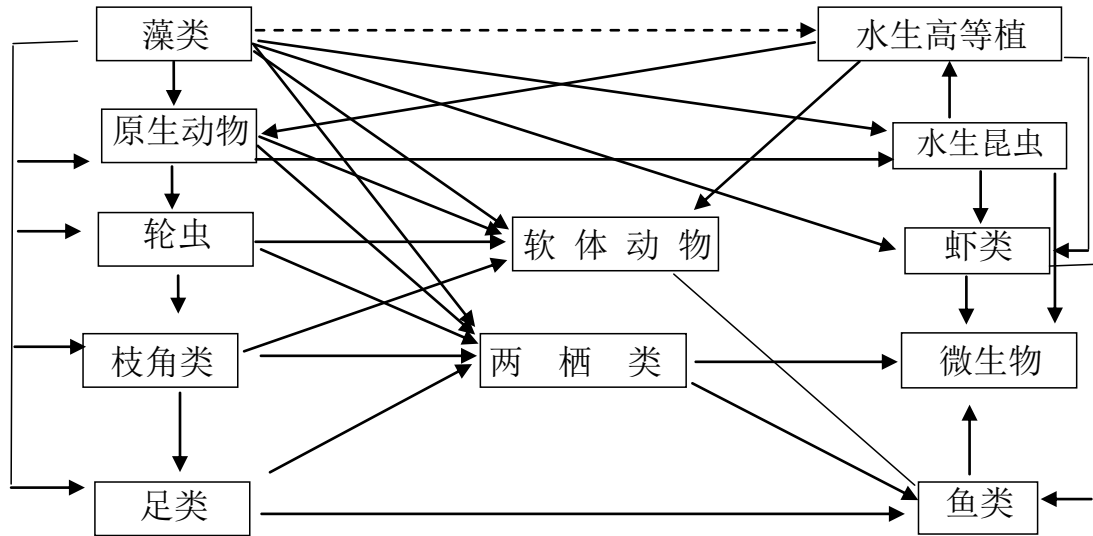 藻类
水生高等植
原生动物
水生昆虫
轮虫
软体动物
虾类
枝角类
两栖类
微生物
足类
鱼类